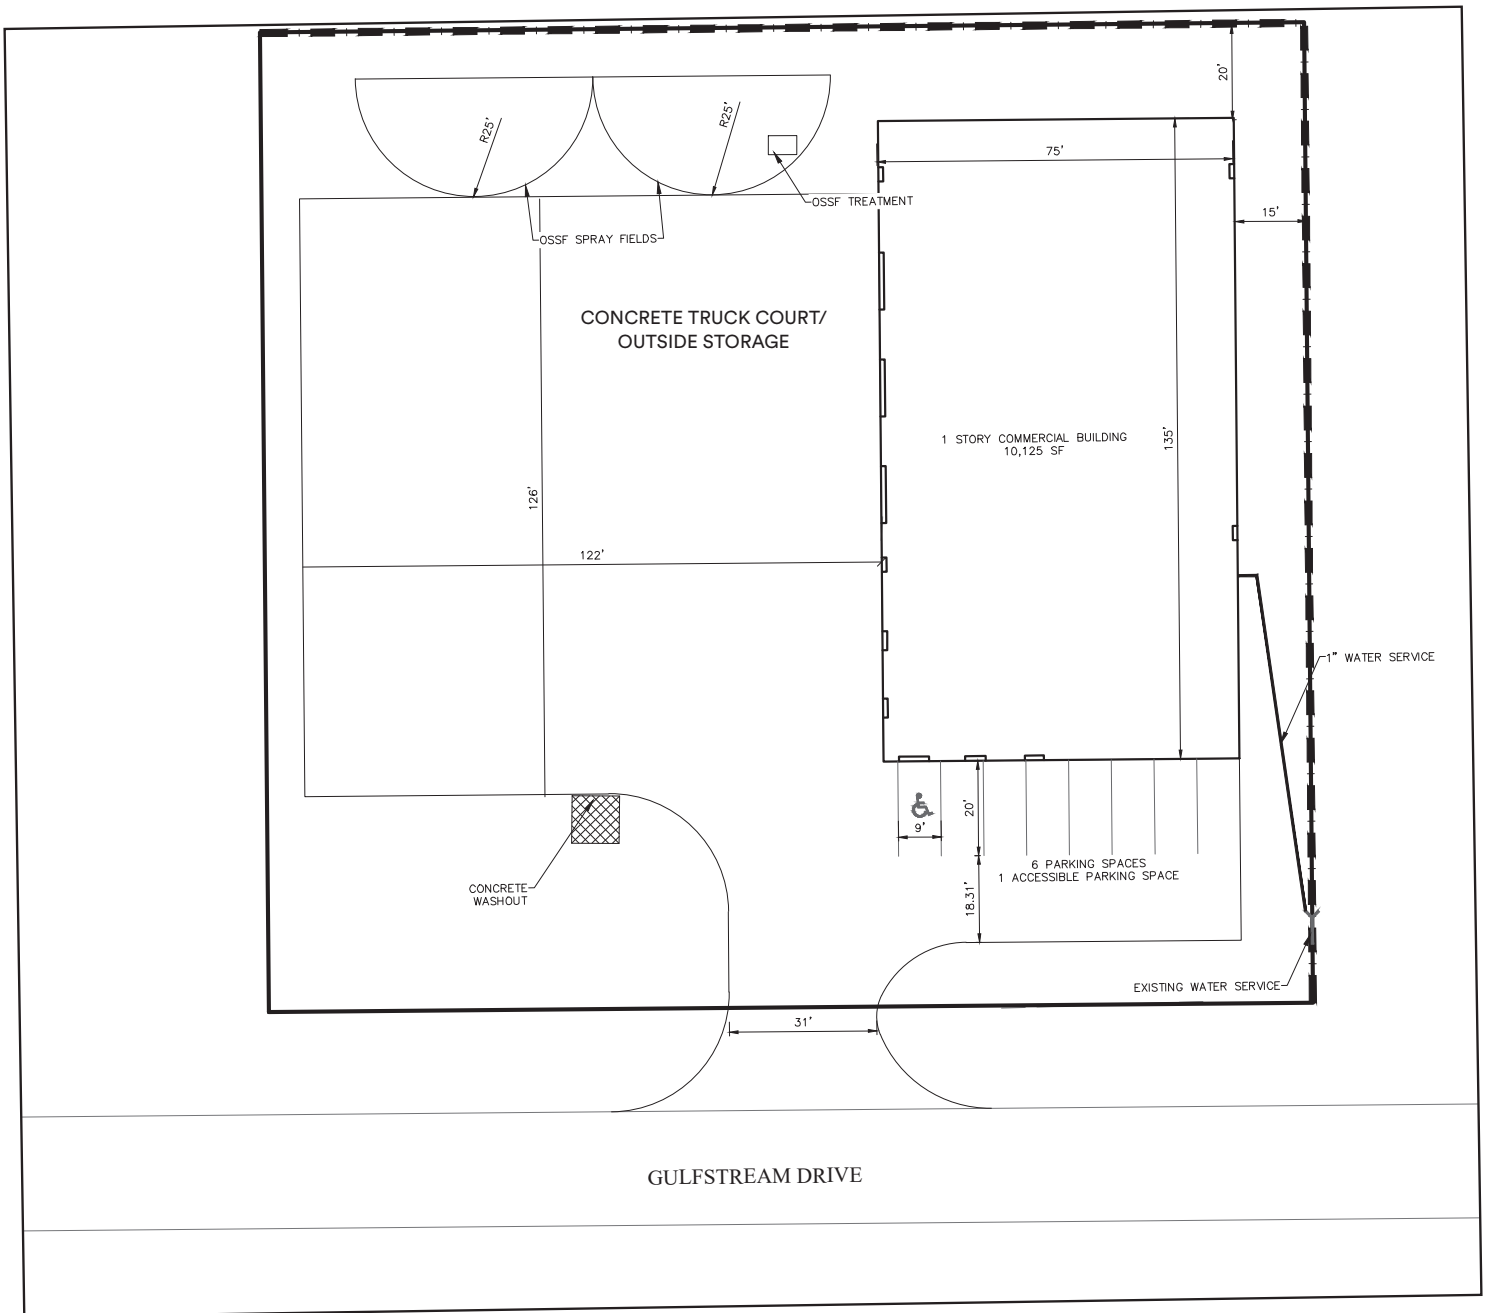 20'
R25'
R25'
75'
OSSF TREATMENT
15'
OSSF SPRAY FIELDS
CONCRETE TRUCK COURT/
OUTSIDE STORAGE
1 STORY COMMERCIAL BUILDING
10,125 SF
135'
126'
122'
1" WATER SERVICE
20'
9'
6 PARKING SPACES
1 ACCESSIBLE PARKING SPACE
CONCRETE
WASHOUT
18.31'
EXISTING WATER SERVICE
31'
GULFSTREAM DRIVE